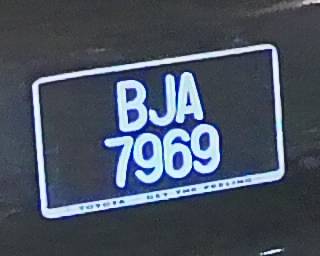 BJA
7969
TOYOTA GET THE FEELING